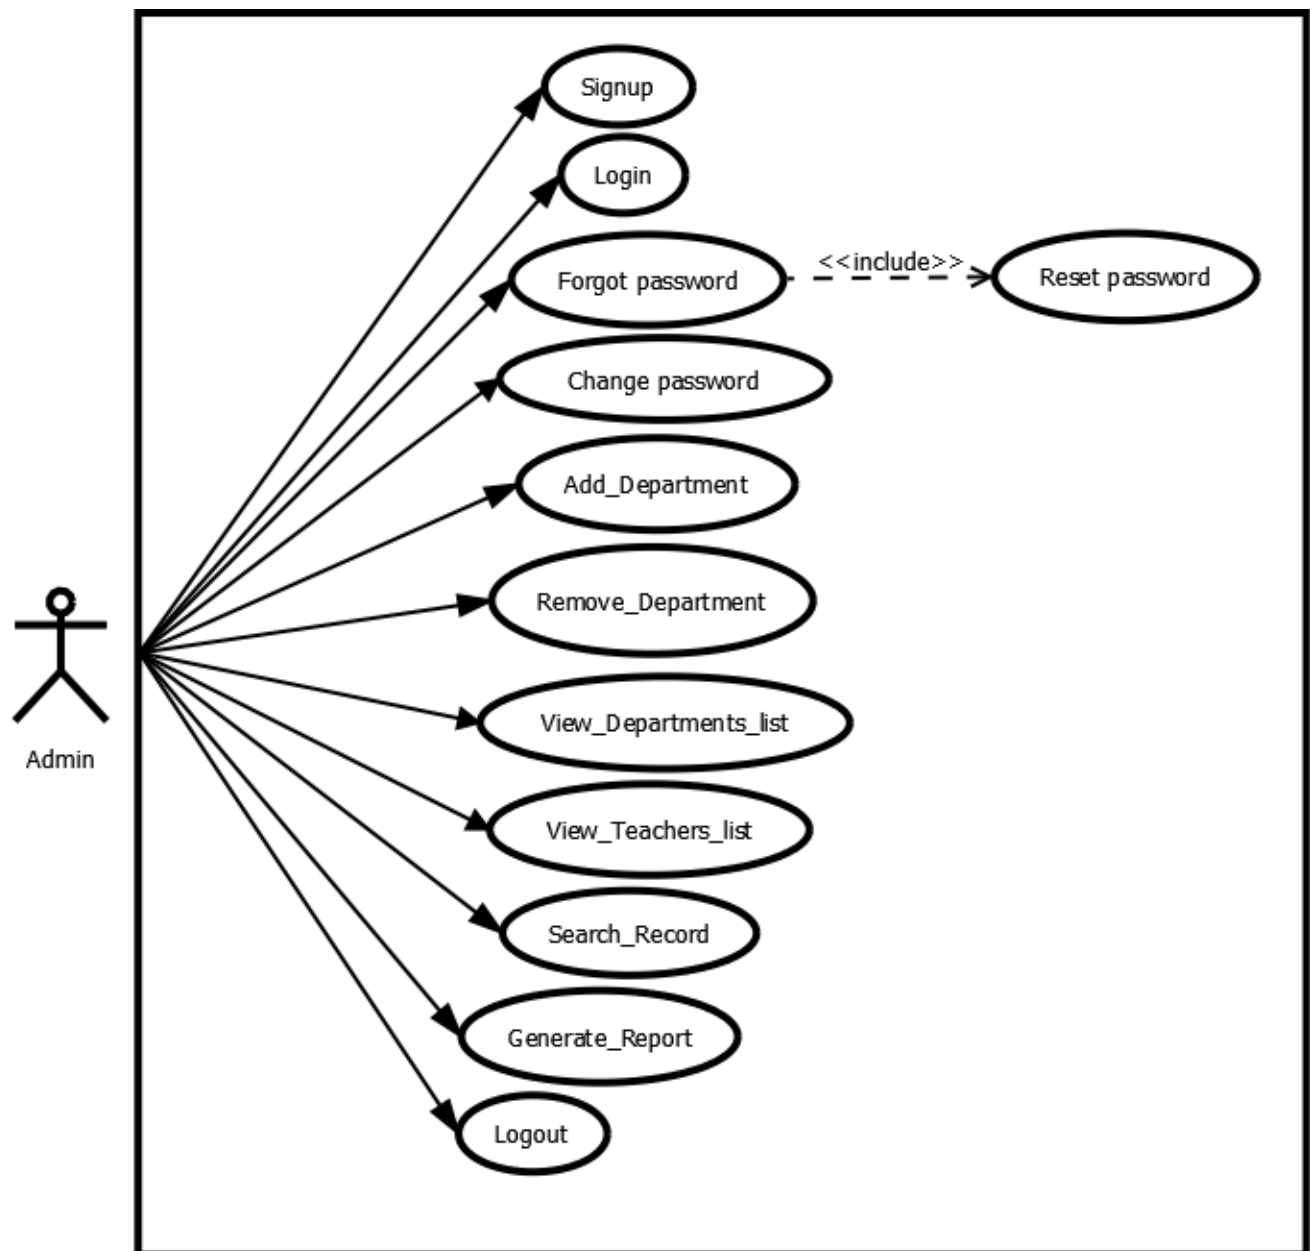 Signup
Login
Forgot password
<<include>>
Reset password
Change password
Add_Department
Remove_Department
View_Departments_list
Admin
View_Teachers_list
Search_Record
Generate_Report
Logout